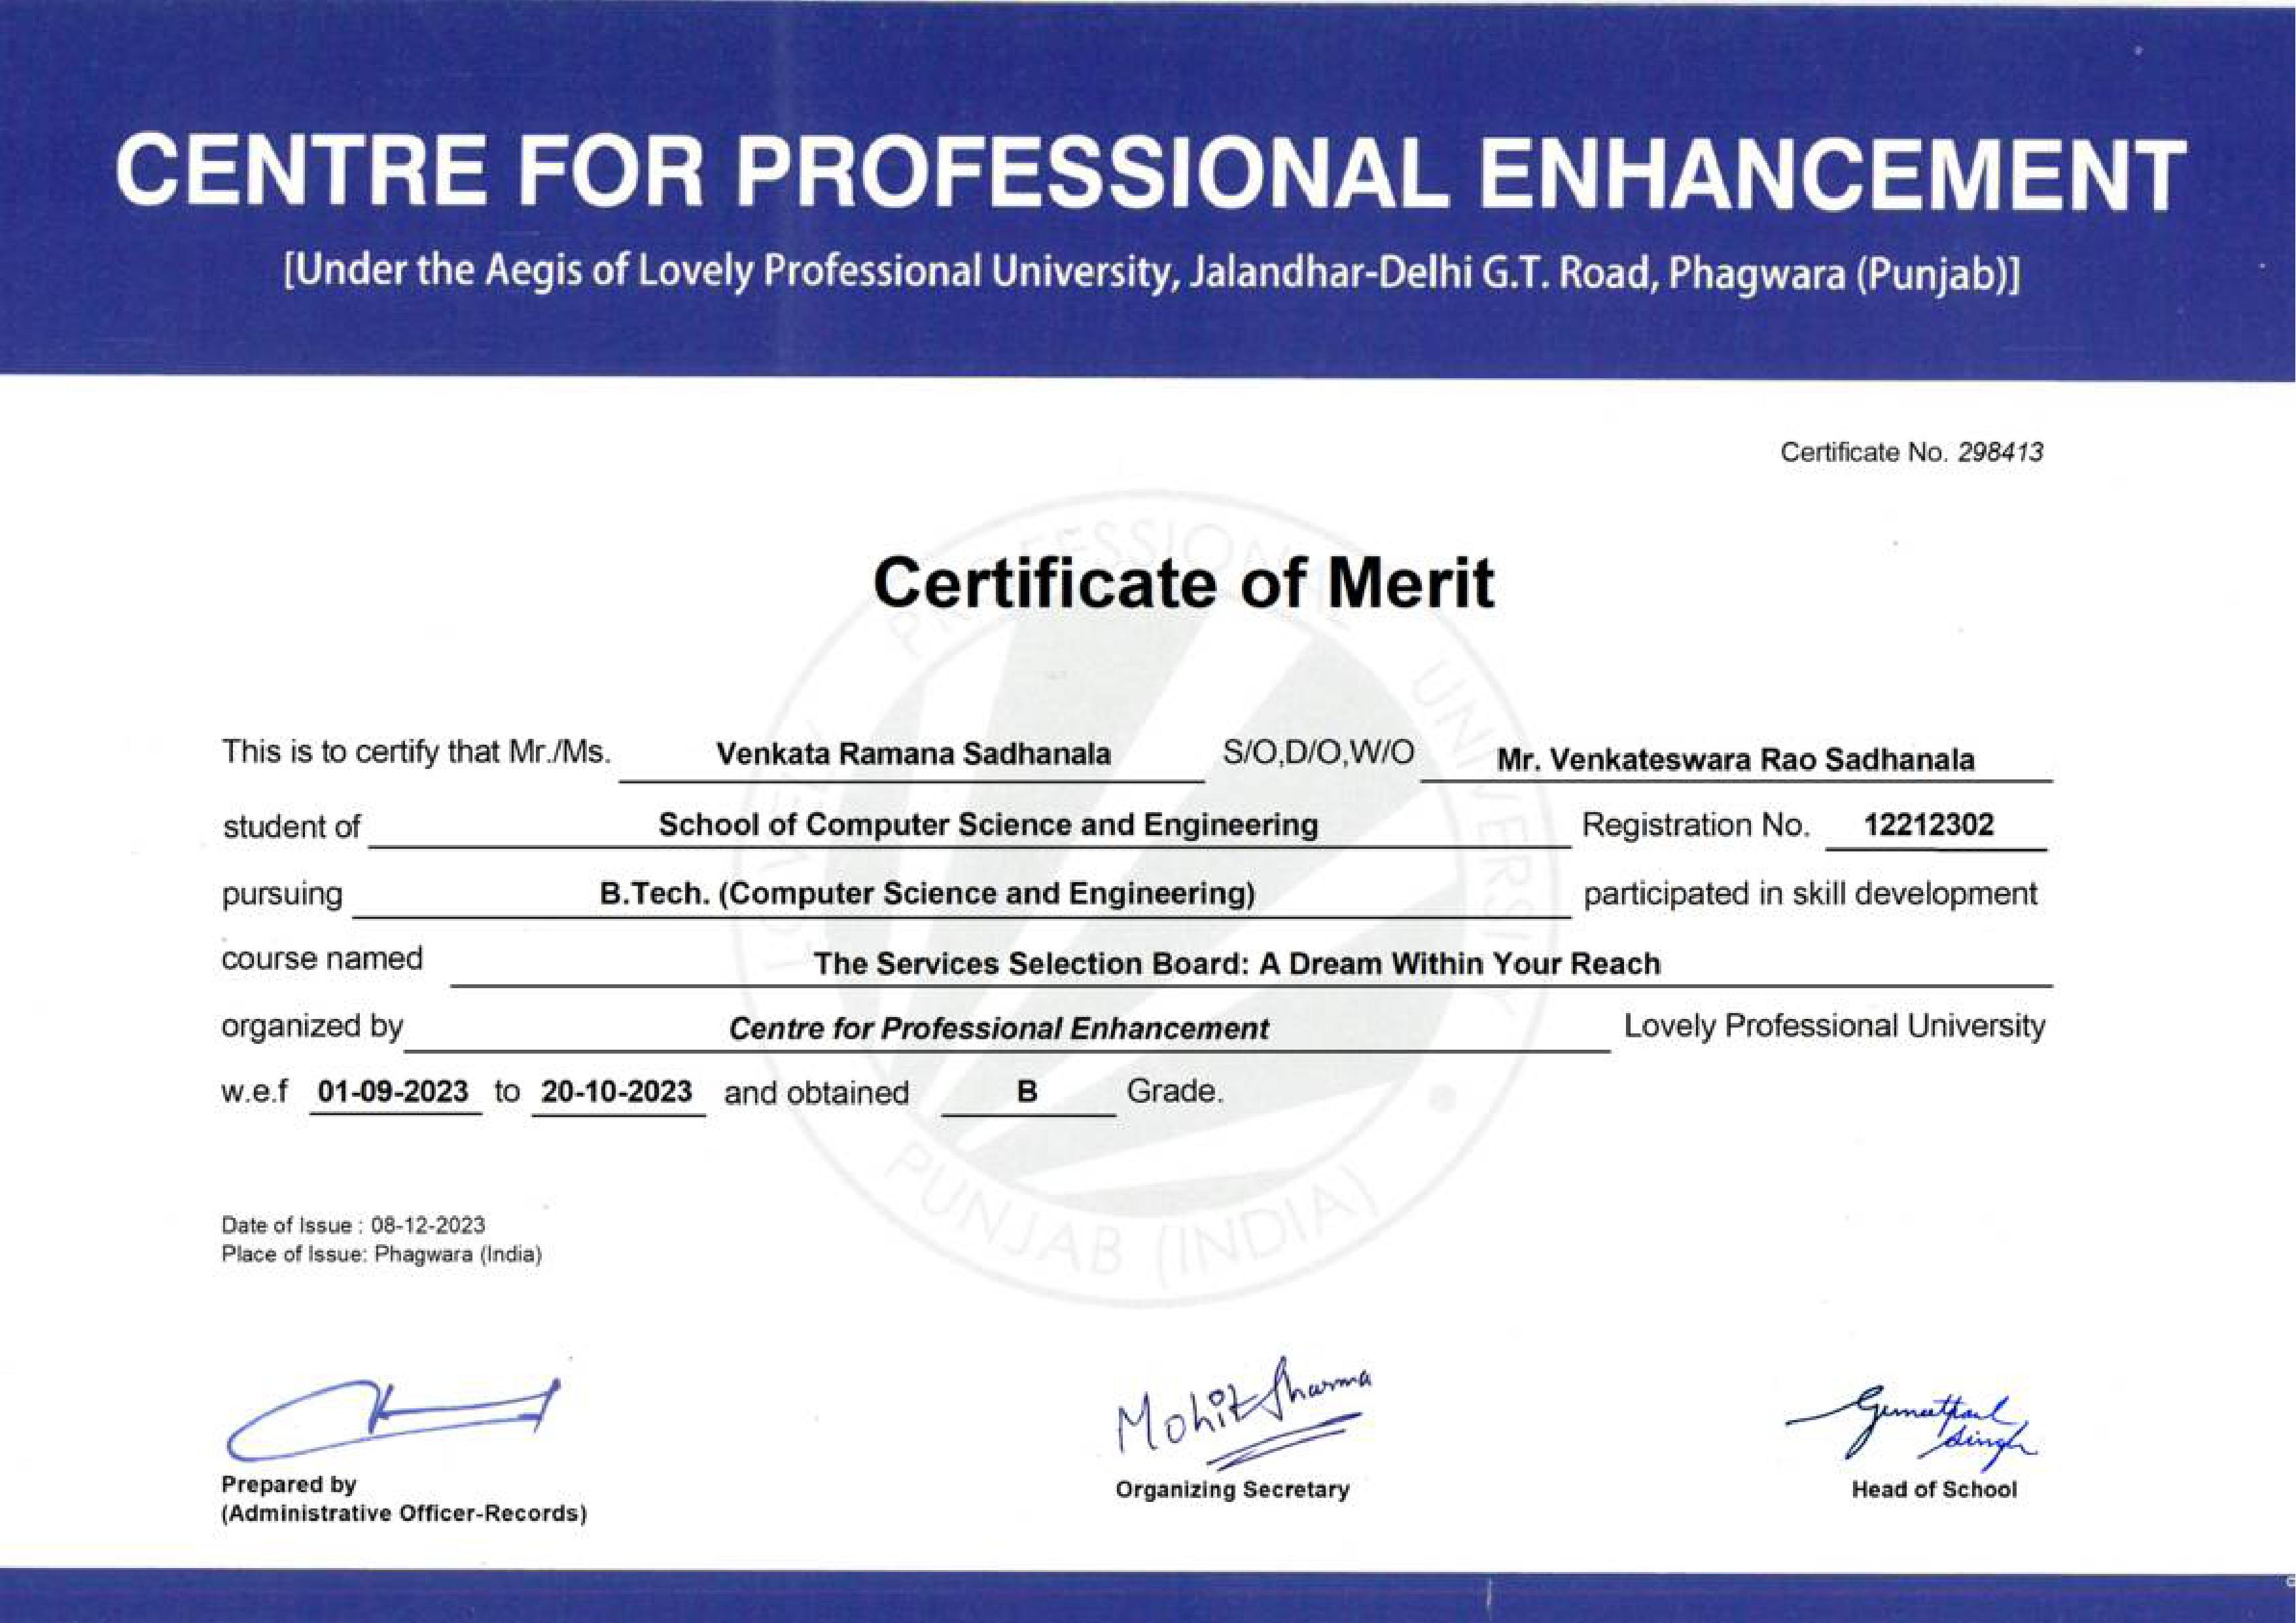 CENTRE FOR PROFESSIONAL ENHANCEMENT
[Under the Aegis of Lovely Professional University, Jalandhar-Delhi G.T. Road, Phagwara (Punjab)]
Certificate No. 298413
Certificate of Merit
This is to certify that Mr./Ms. Venkata Ramana Sadhanala S/O,D/O,W/O Mr. Venkateswara Rao Sadhanala
student of School of Computer Science and Engineering Registration No. 12212302
pursuing B.Tech. (Computer Science and Engineering) participated in skill development
course named The Services Selection Board: A Dream Within Your Reach
organized by Centre for Professional Enhancement Lovely Professional University
w.e.f 01-09-2023 to 20-10-2023 and obtained B Grade.
LOVELY PROFESSIONAL UNIVERSITY
PUNJAB (INDIA)
Date of Issue : 08-12-2023
Place of Issue: Phagwara (India)
Mohit Sharma
Singh
Prepared by
(Administrative Officer-Records)
Organizing Secretary
Head of School